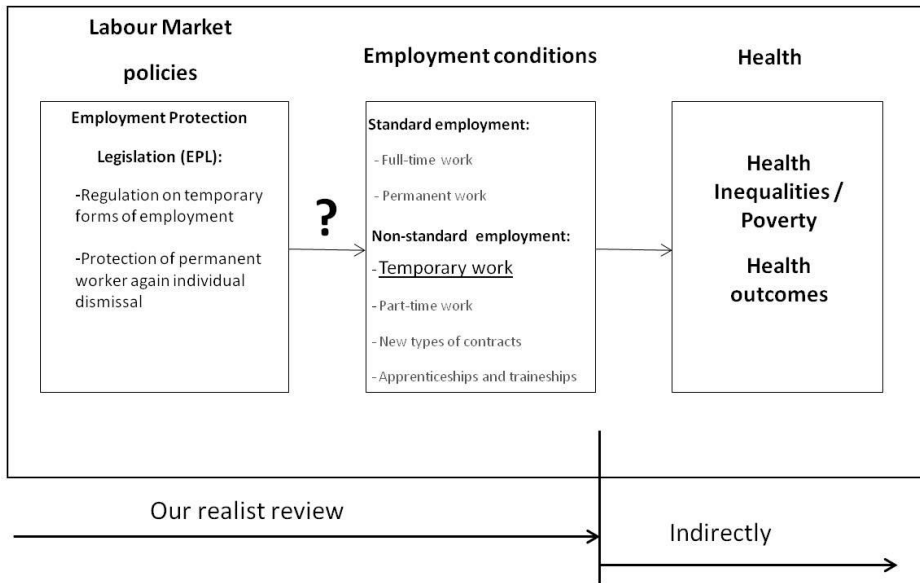 Labour Market
policies
Employment Protection
Legislation (EPL):
-Regulation on temporary
forms of employment
-Protection of permanent
worker again individual
dismissal
?
Employment conditions
Standard employment:
- Full-time work
- Permanent work
Non-standard employment:
- Temporary work
- Part-time work
- New types of contracts
- Apprenticeships and traineships
Health
Health
Inequalities /
Poverty
Health
outcomes
Our realist review
Indirectly